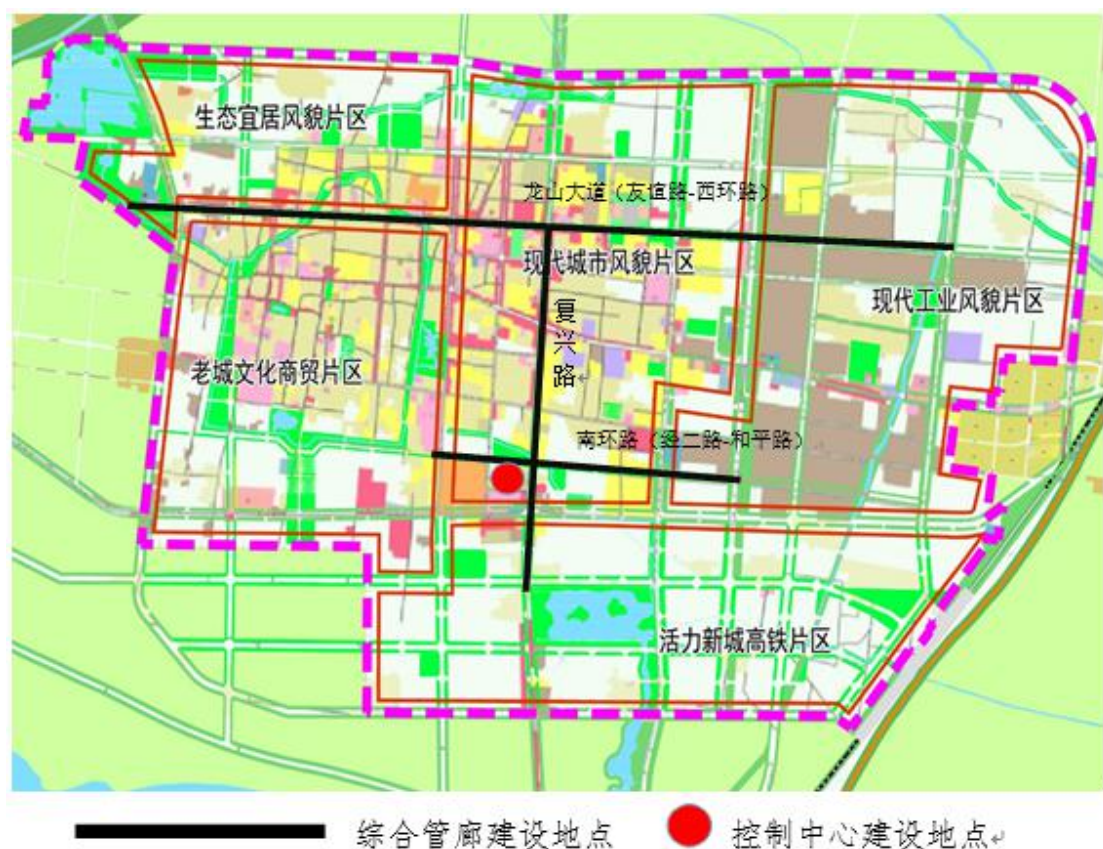 生态宜居风貌片区
龙山大道（友谊路-西环路）
现代城市风貌片区
现代工业风貌片区
复兴路
老城文化商贸片区
南环路（经二路-和平路）
活力新城高铁片区
综合管廊建设地点
控制中心建设地点